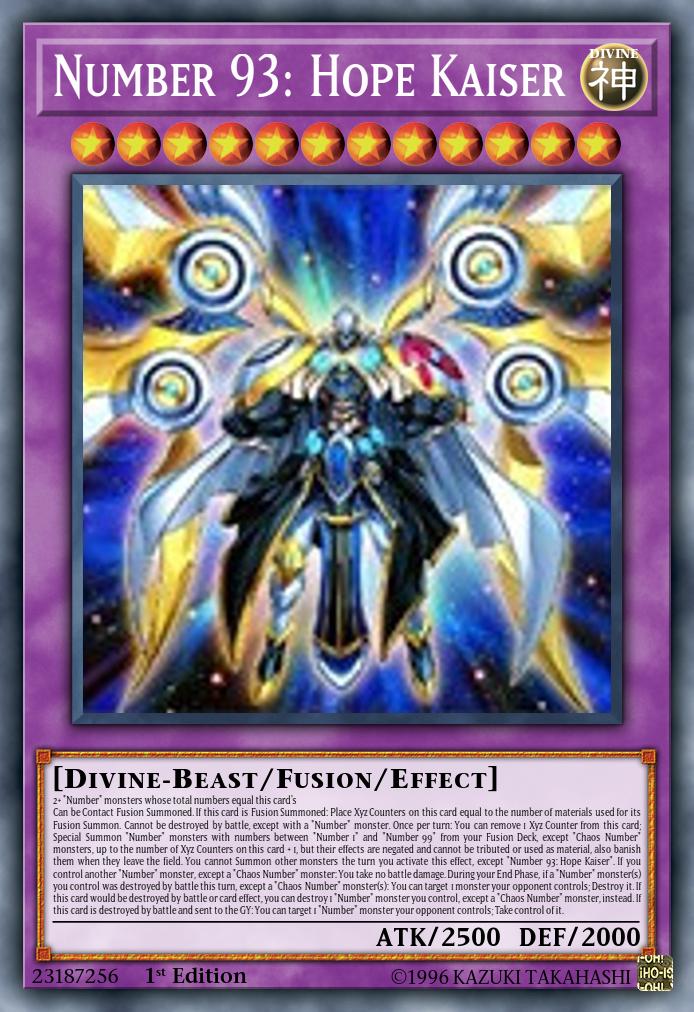 NUMBER 93: HOPE KAISER
DIVINE
神
[DIVINE-BEAST/FUSION/EFFECT]
2+ "Number" monsters whose total numbers equal this card's
Can be Contact Fusion Summoned. If this card is Fusion Summoned: Place Xyz Counters on this card equal to the number of materials used for its
Fusion Summon. Cannot be destroyed by battle, except with a "Number" monster. Once per turn: You can remove 1 Xyz Counter from this card;
Special Summon "Number" monsters with numbers between "Number 1" and "Number 99" from your Fusion Deck, except "Chaos Number"
monsters, up to the number of Xyz Counters on this card + 1, but their effects are negated and cannot be tributed or used as material, also banish
them when they leave the field. You cannot Summon other monsters the turn you activate this effect, except "Number 93: Hope Kaiser". If you
control another "Number" monster, except a "Chaos Number" monster: You take no battle damage. During your End Phase, if a "Number" monster(s)
you control was destroyed by battle this turn, except a "Chaos Number" monster(s): You can target 1 monster your opponent controls; Destroy it. If
this card would be destroyed by battle or card effect, you can destroy 1 "Number" monster you control, except a "Chaos Number" monster, instead. If
this card is destroyed by battle and sent to the GY: You can target 1 "Number" monster your opponent controls; Take control of it.
ATK/2500 DEF/2000
23187256 1st Edition ©1996 KAZUKI TAKAHASHI